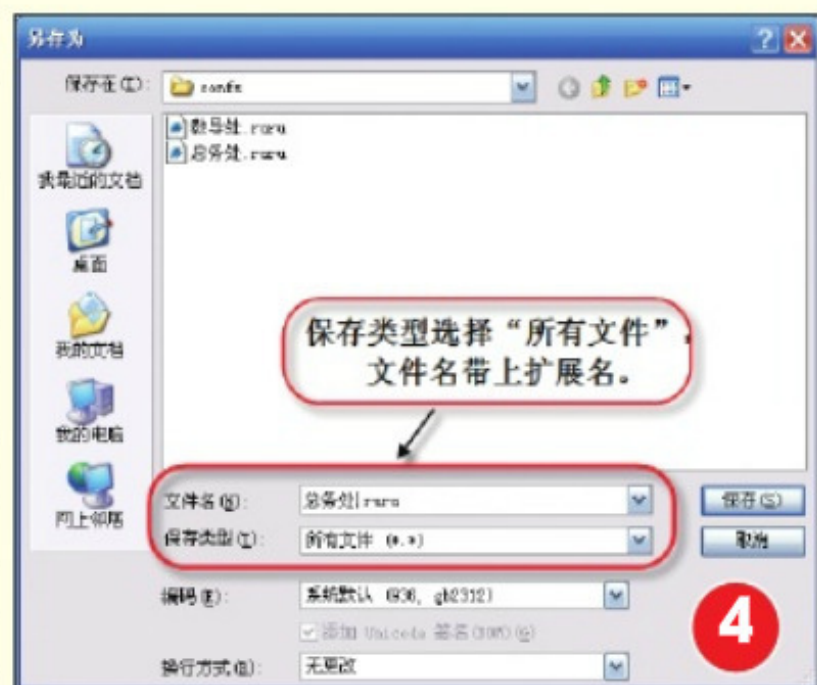 另存为
保存在(I):
confs
教导处.ruru
总务处.ruru
我最近的文档
桌面
我的文档
我的电脑
网上邻居
保存类型选择“所有文件”，
文件名带上扩展名。
文件名(N):
总务处.ruru
保存(S)
保存类型(T):
所有文件 (*.*)
取消
编码(E):
系统默认 (936, gb2312)
添加 Unicode 签名(BOM)(G)
换行方式(B):
无更改
4